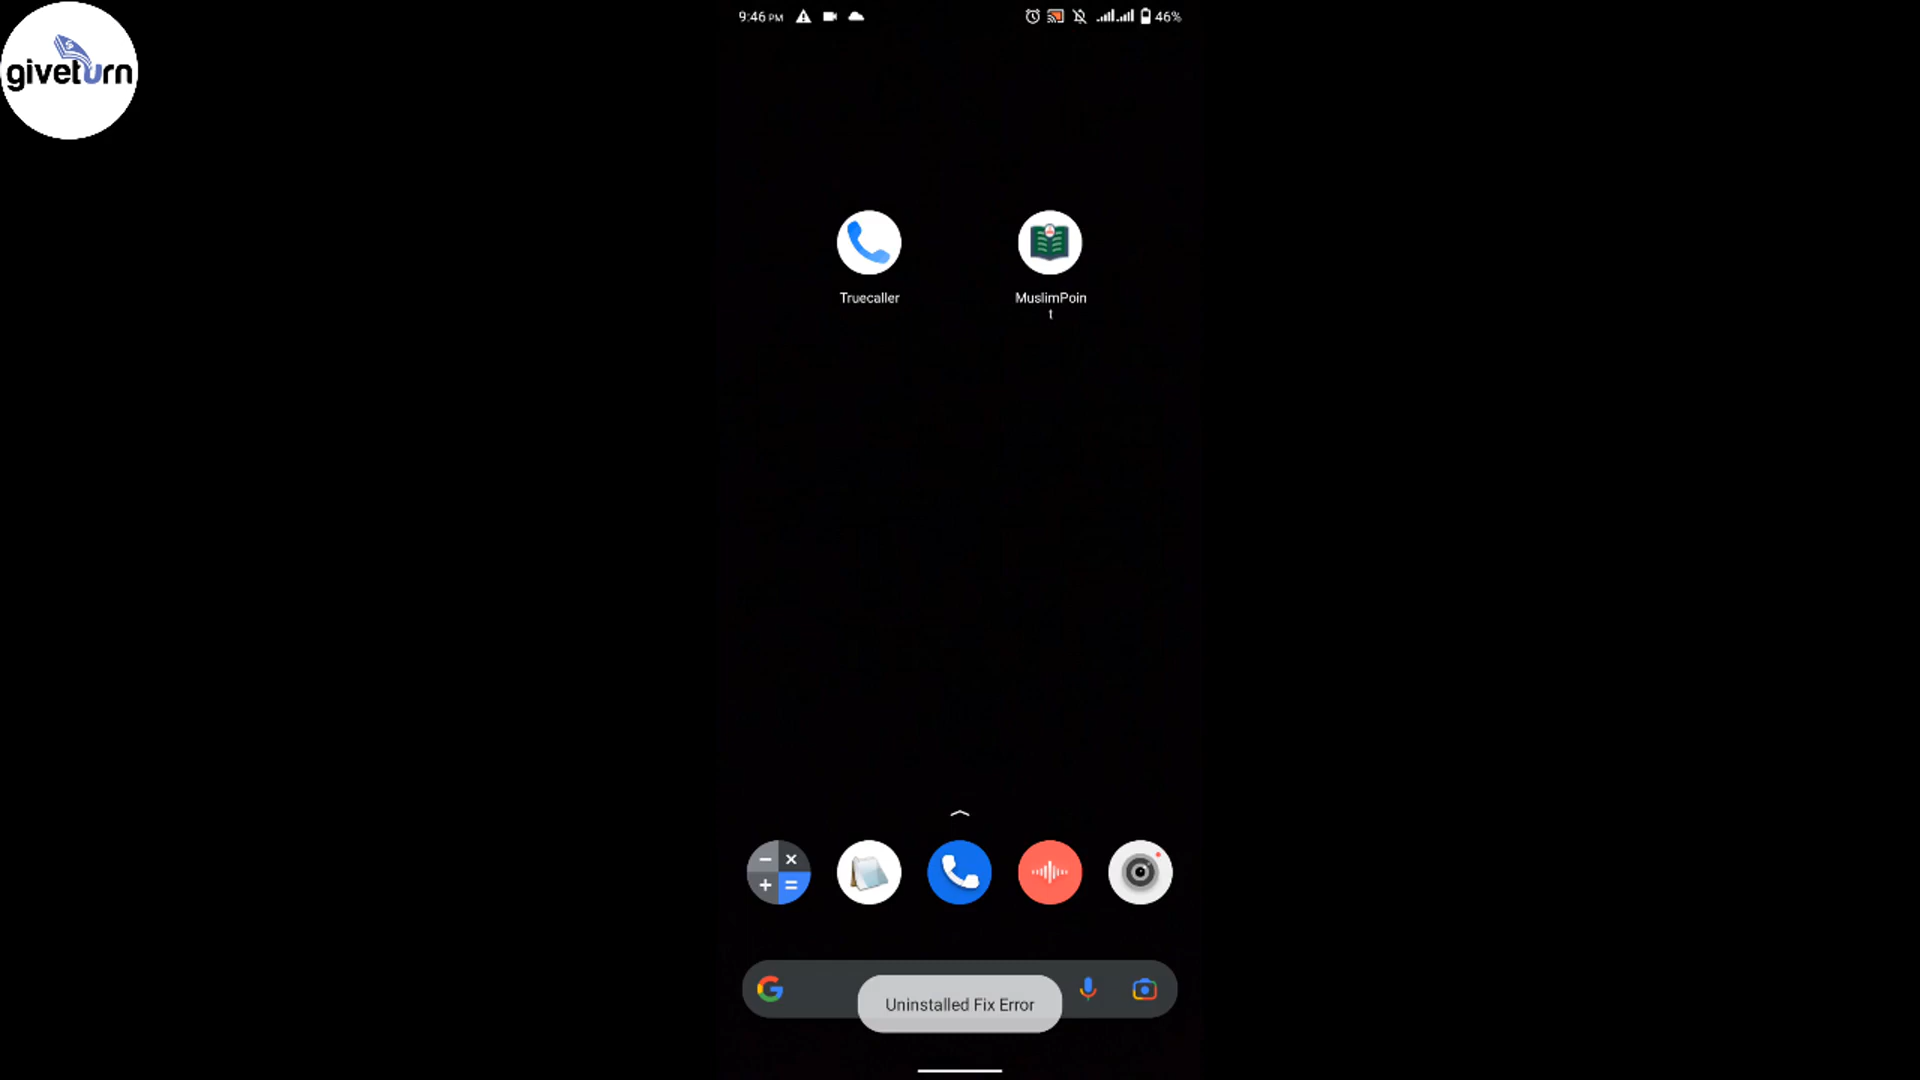 giveturn
9:46 PM
46%
Truecaller
MuslimPoin
t
Uninstalled Fix Error